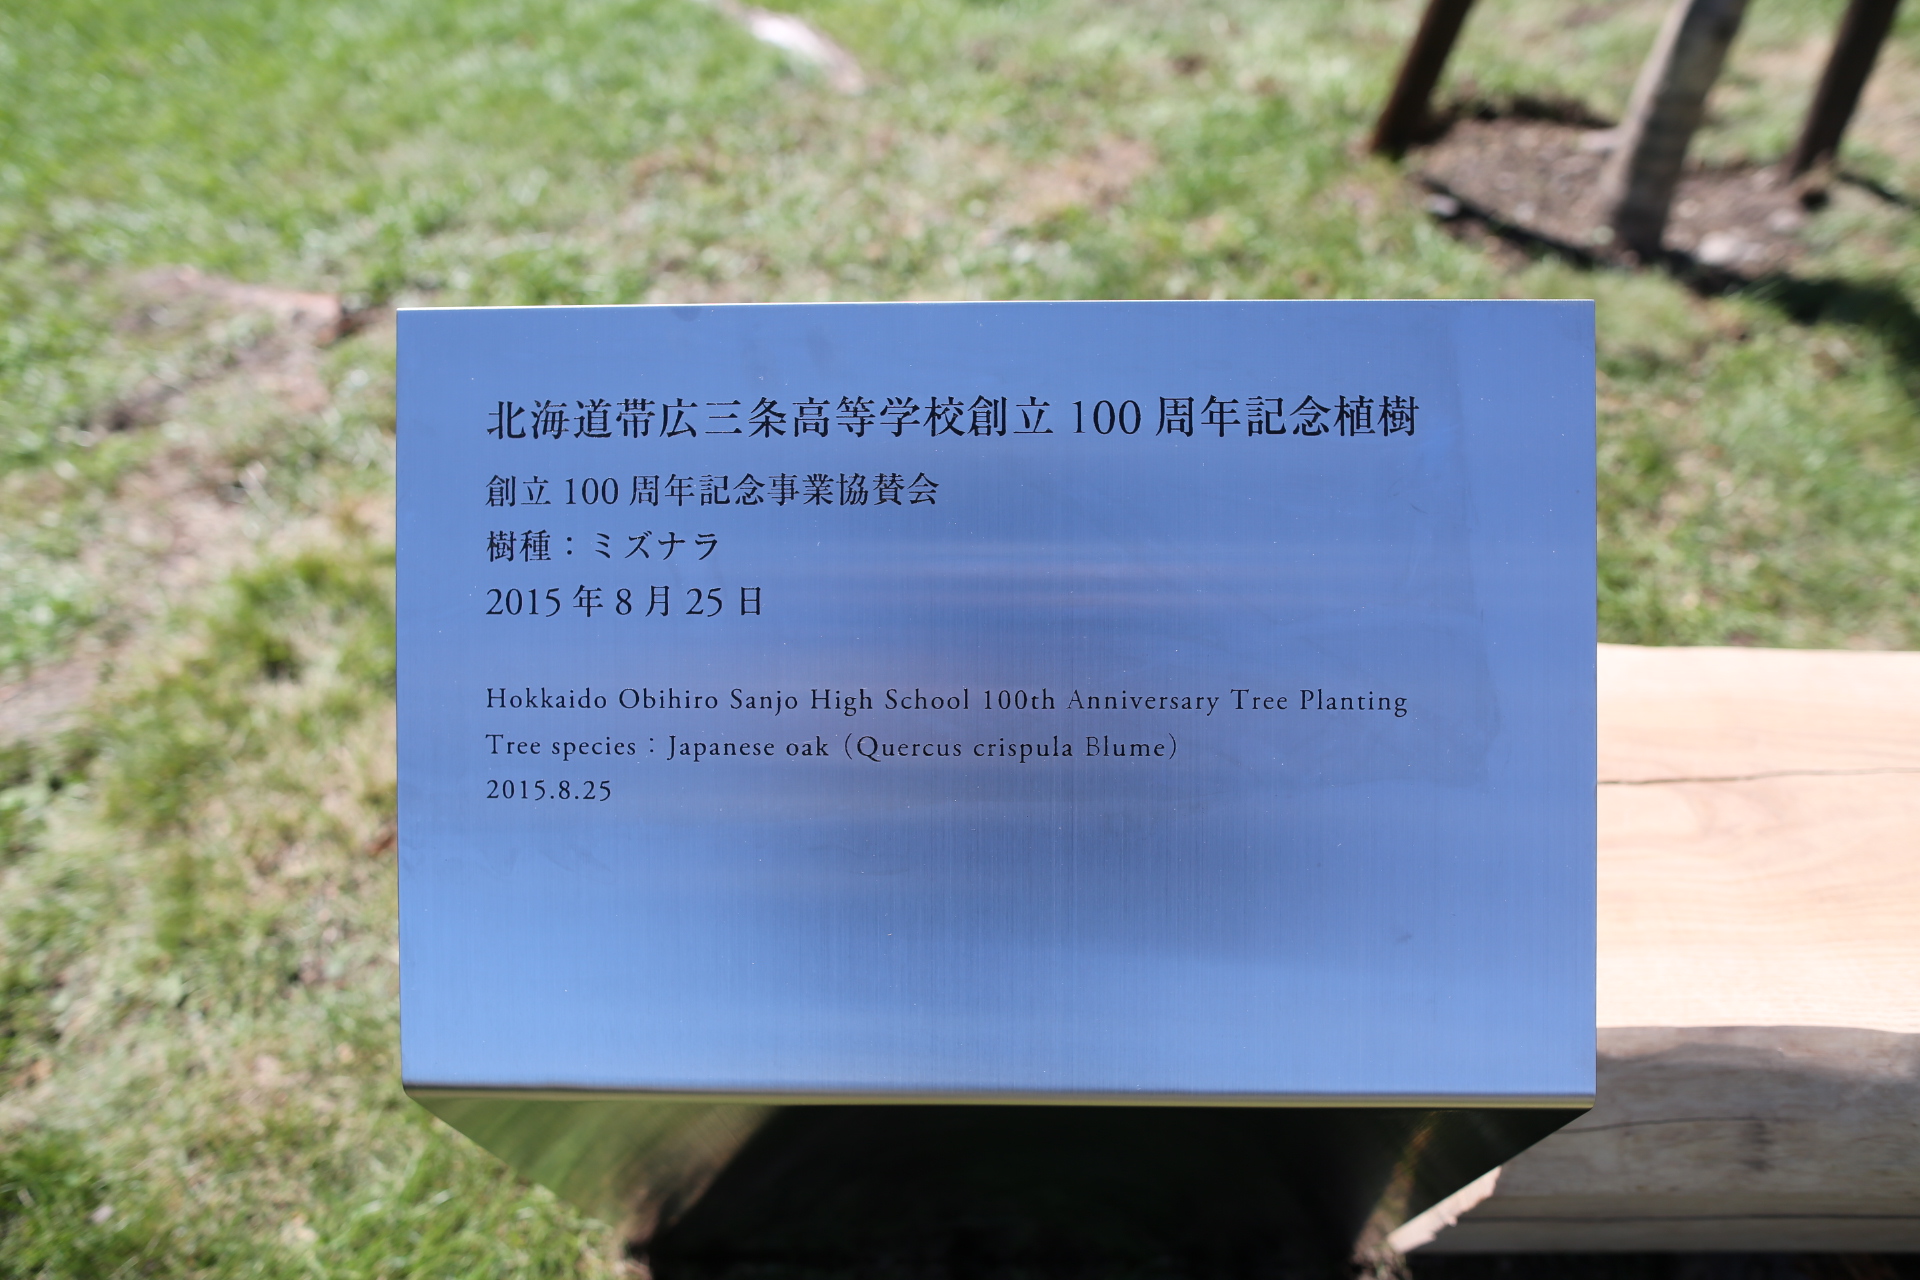 北海道帯広三条高等学校創立 100 周年記念植樹
創立 100 周年記念事業協賛会
樹種：ミズナラ
2015 年 8 月 25 日
Hokkaido Obihiro Sanjo High School 100th Anniversary Tree Planting
Tree species：Japanese oak（Quercus crispula Blume）
2015.8.25